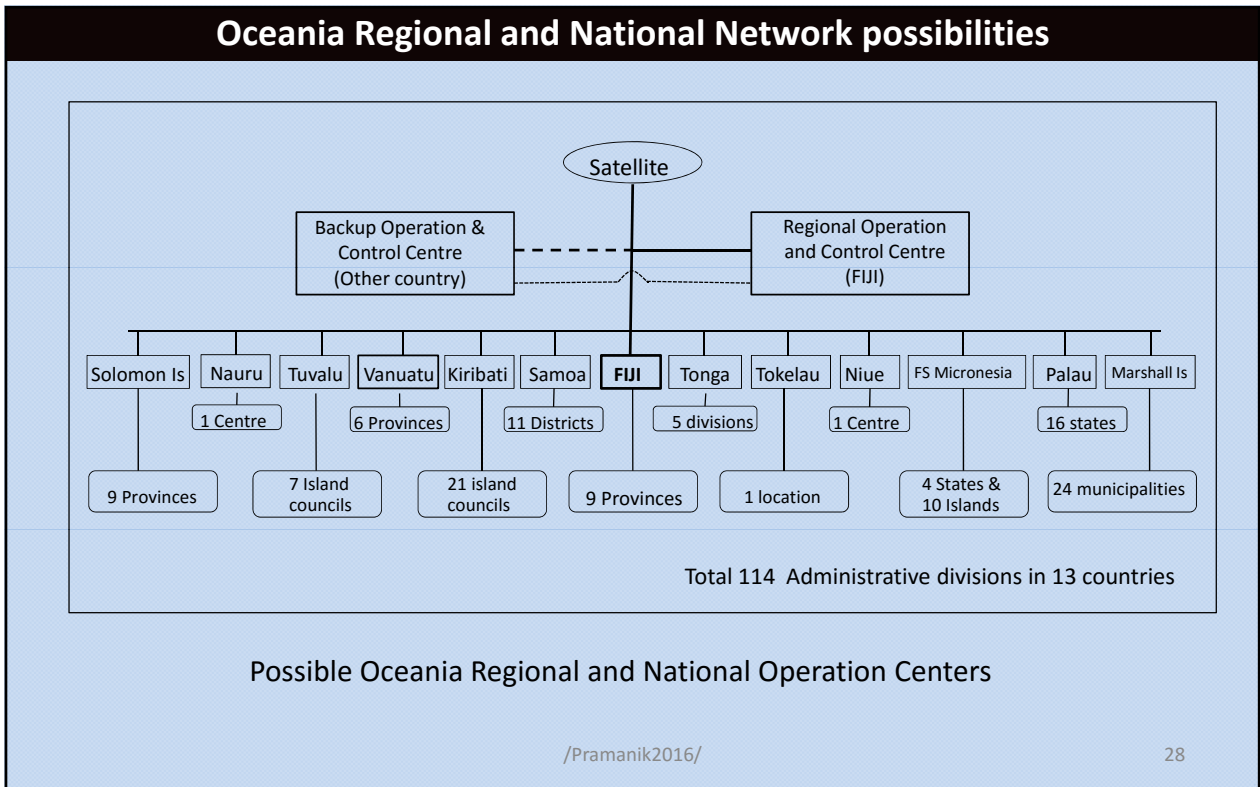 Oceania Regional and National Network possibilities
Satellite
Backup Operation &
Control Centre
(Other country)
Regional Operation
and Control Centre
(FIJI)
Solomon Is
Nauru
Tuvalu
Vanuatu
Kiribati
Samoa
FIJI
Tonga
Tokelau
Niue
FS Micronesia
Palau
Marshall Is
1 Centre
6 Provinces
11 Districts
5 divisions
1 Centre
16 states
9 Provinces
7 Island
councils
21 island
councils
9 Provinces
1 location
4 States &
10 Islands
24 municipalities
Total 114 Administrative divisions in 13 countries
Possible Oceania Regional and National Operation Centers
/Pramanik2016/
28